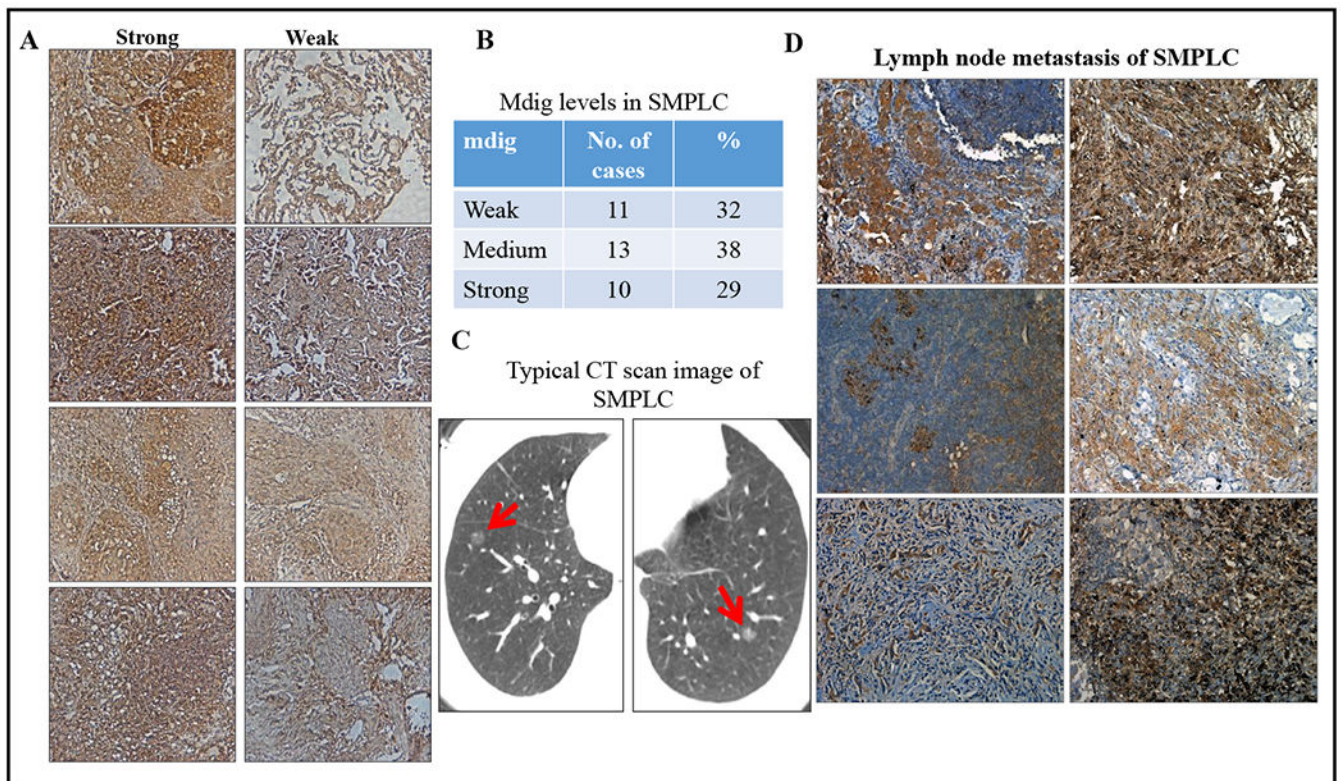 A
Strong
Weak
B
Mdig levels in SMPLC
mdig No. of cases %
Weak 11 32
Medium 13 38
Strong 10 29
C
Typical CT scan image of
SMPLC
D
Lymph node metastasis of SMPLC